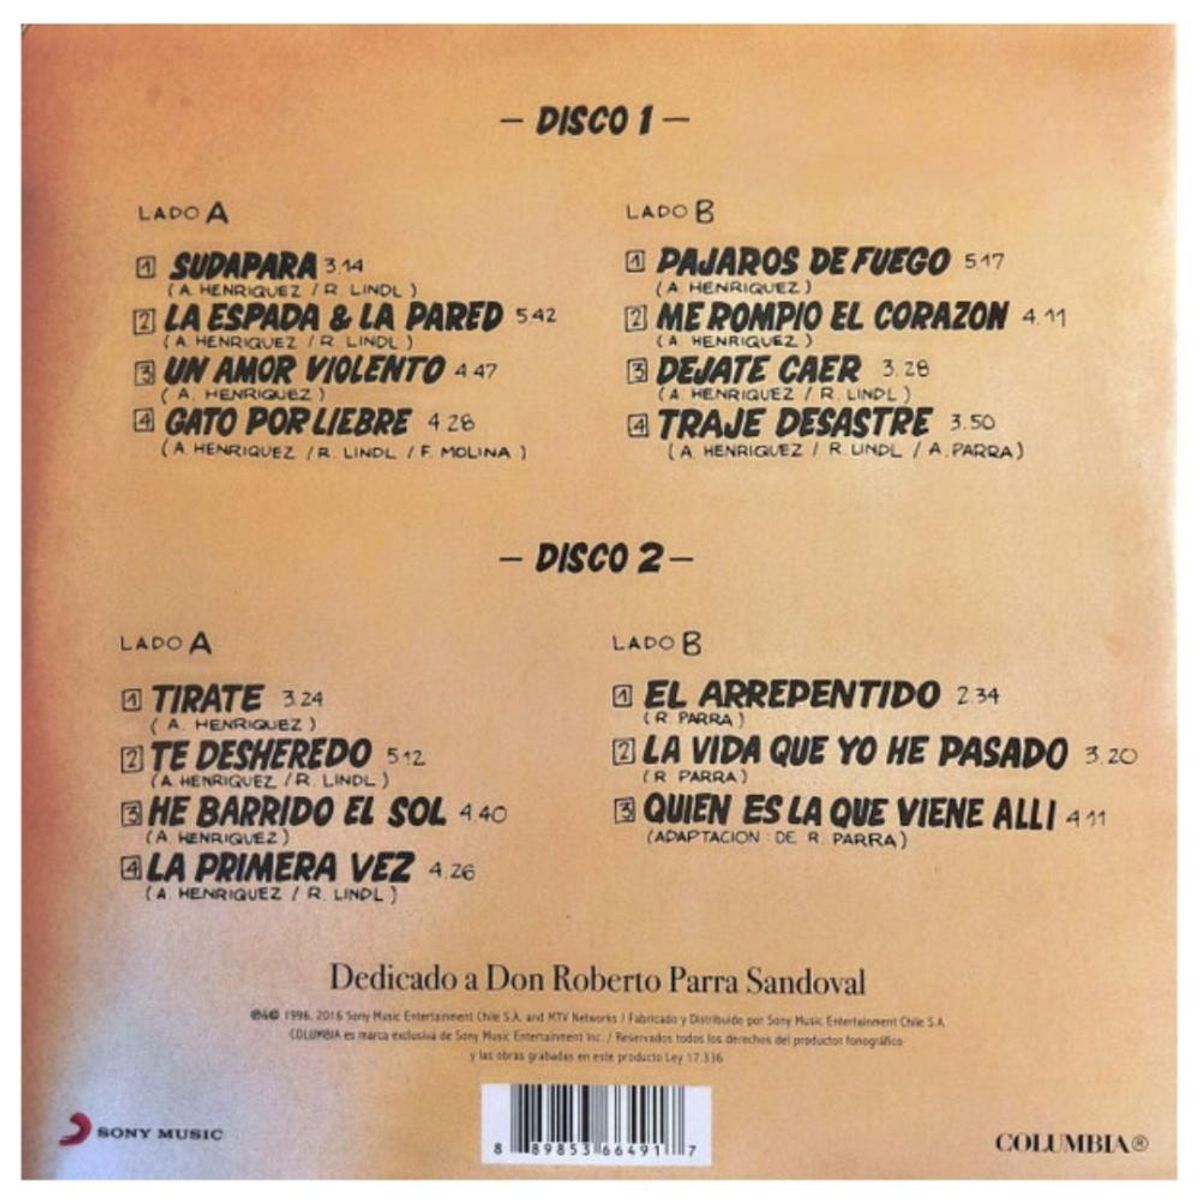 – DISCO 1 –
LADO A
1 SUDAPARA 3.14
(A. HENRIQUEZ / R. LINDL)
2 LA ESPADA & LA PARED 5.42
(A. HENRIQUEZ / R. LINDL)
3 UN AMOR VIOLENTO 4.47
(A. HENRIQUEZ)
4 GATO POR LIEBRE 4.28
(A. HENRIQUEZ / R. LINDL / F. MOLINA)
LADO B
1 PAJAROS DE FUEGO 5.17
(A. HENRIQUEZ)
2 ME ROMPIO EL CORAZON 4.11
(A HENRIQUEZ)
3 DEJATE CAER 3.28
(A. HENRIQUEZ / R. LINDL)
4 TRAJE DESASTRE 3.50
(A HENRIQUEZ / R. LINDL / A. PARRA)
– DISCO 2 –
LADO A
1 TIRATE 3.24
(A. HENRIQUEZ)
2 TE DESHEREDO 5.12
(A. HENRIQUEZ / R. LINDL)
3 HE BARRIDO EL SOL 4.40
(A. HENRIQUEZ)
4 LA PRIMERA VEZ 4.26
(A. HENRIQUEZ / R. LINDL)
LADO B
1 EL ARREPENTIDO 2.34
(R PARRA)
2 LA VIDA QUE YO HE PASADO 3.20
(R PARRA)
3 QUIEN ES LA QUE VIENE ALLI 4.11
(ADAPTACION DE R. PARRA)
Dedicado a Don Roberto Parra Sandoval
℗&© 1996, 2016 Sony Music Entertainment Chile S.A. and MTV Networks / Fabricado y Distribuido por Sony Music Entertainment Chile S.A.
COLUMBIA es marca exclusiva de Sony Music Entertainment Inc. / Reservados todos los derechos del productor fonográfico
y las obras grabadas en este producto Ley 17.336
8 89853 66491 7
SONY MUSIC
COLUMBIA®